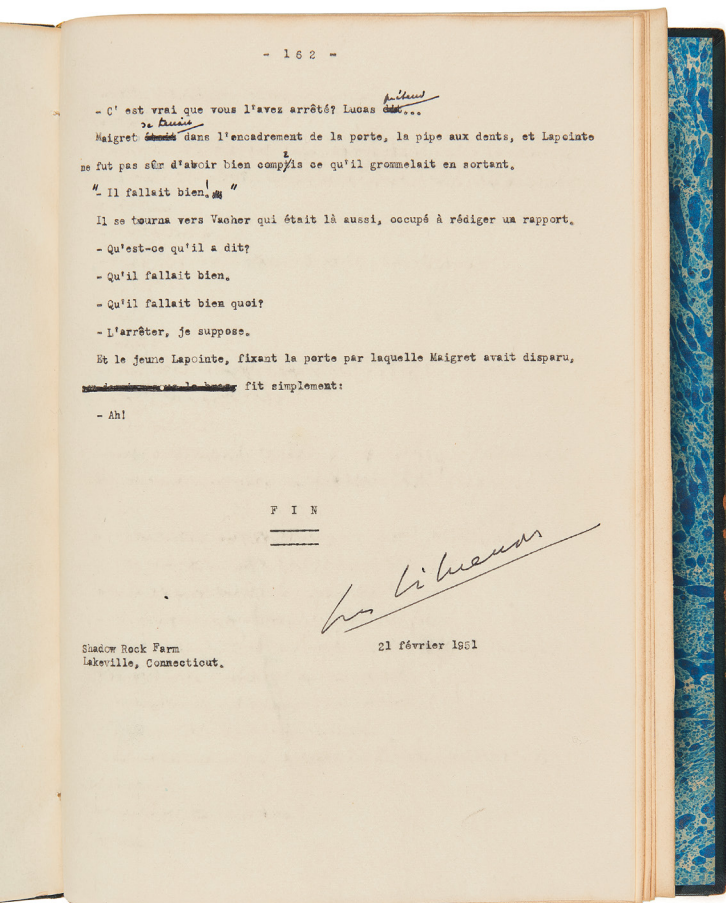 - 162 -
- C' est vrai que vous l'avez arrêté? Lucas prétend...
Maigret se tenait dans l'encadrement de la porte, la pipe aux dents, et Lapointe
ne fut pas sûr d'avoir bien compris ce qu'il grommelait en sortant.
"- Il fallait bien! "
Il se tourna vers Vacher qui était là aussi, occupé à rédiger un rapport.
- Qu'est-ce qu'il a dit?
- Qu'il fallait bien.
- Qu'il fallait bien quoi?
- L'arrêter, je suppose.
Et le jeune Lapointe, fixant la porte par laquelle Maigret avait disparu,
fit simplement:
- Ah!
F I N
Shadow Rock Farm
Lakeville, Connecticut.
21 février 1951